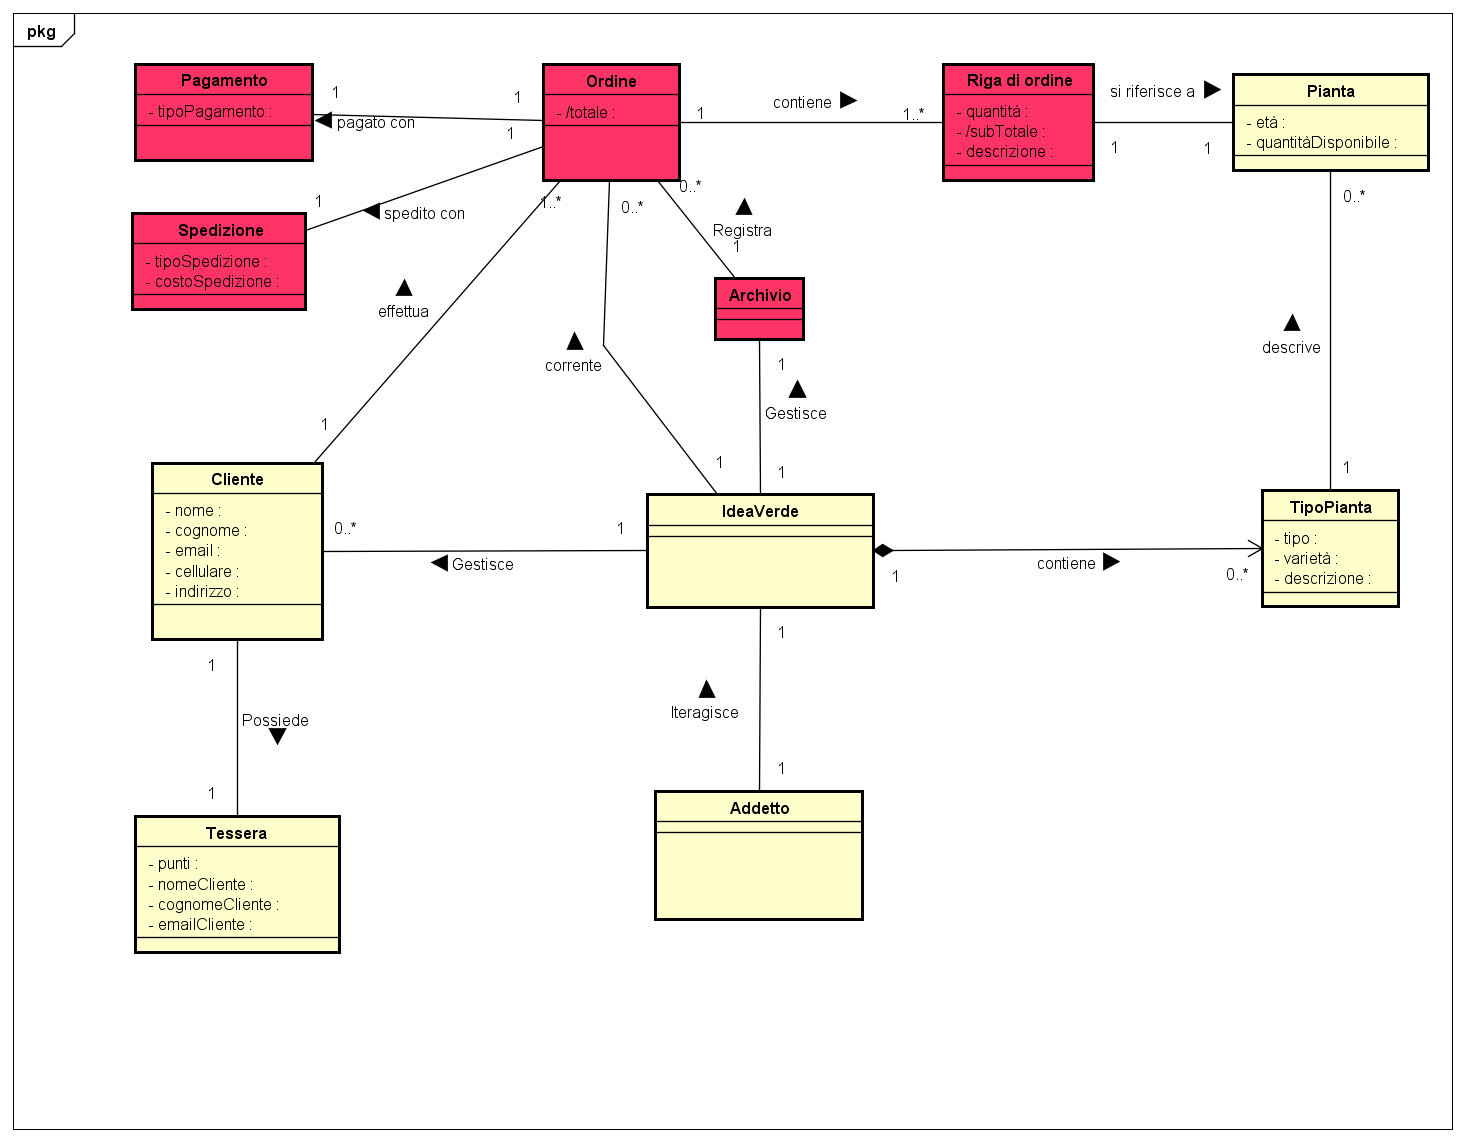 pkg
Pagamento
- tipoPagamento :
1
1
pagato con
Ordine
- /totale :
1
contiene
1..*
Riga di ordine
- quantità :
- /subTotale :
- descrizione :
si riferisce a
1
1
Pianta
- età :
- quantitàDisponibile :
1
1
spedito con
Spedizione
- tipoSpedizione :
- costoSpedizione :
1..*
effettua
1
0..*
corrente
1
0..*
Registra
1
Archivio
1
Gestisce
1
0..*
descrive
1
Cliente
- nome :
- cognome :
- email :
- cellulare :
- indirizzo :
0..*
1
Gestisce
IdeaVerde
1
contiene
0..*
TipoPianta
- tipo :
- varietà :
- descrizione :
1
Possiede
1
1
Iteragisce
1
Tessera
- punti :
- nomeCliente :
- cognomeCliente :
- emailCliente :
Addetto